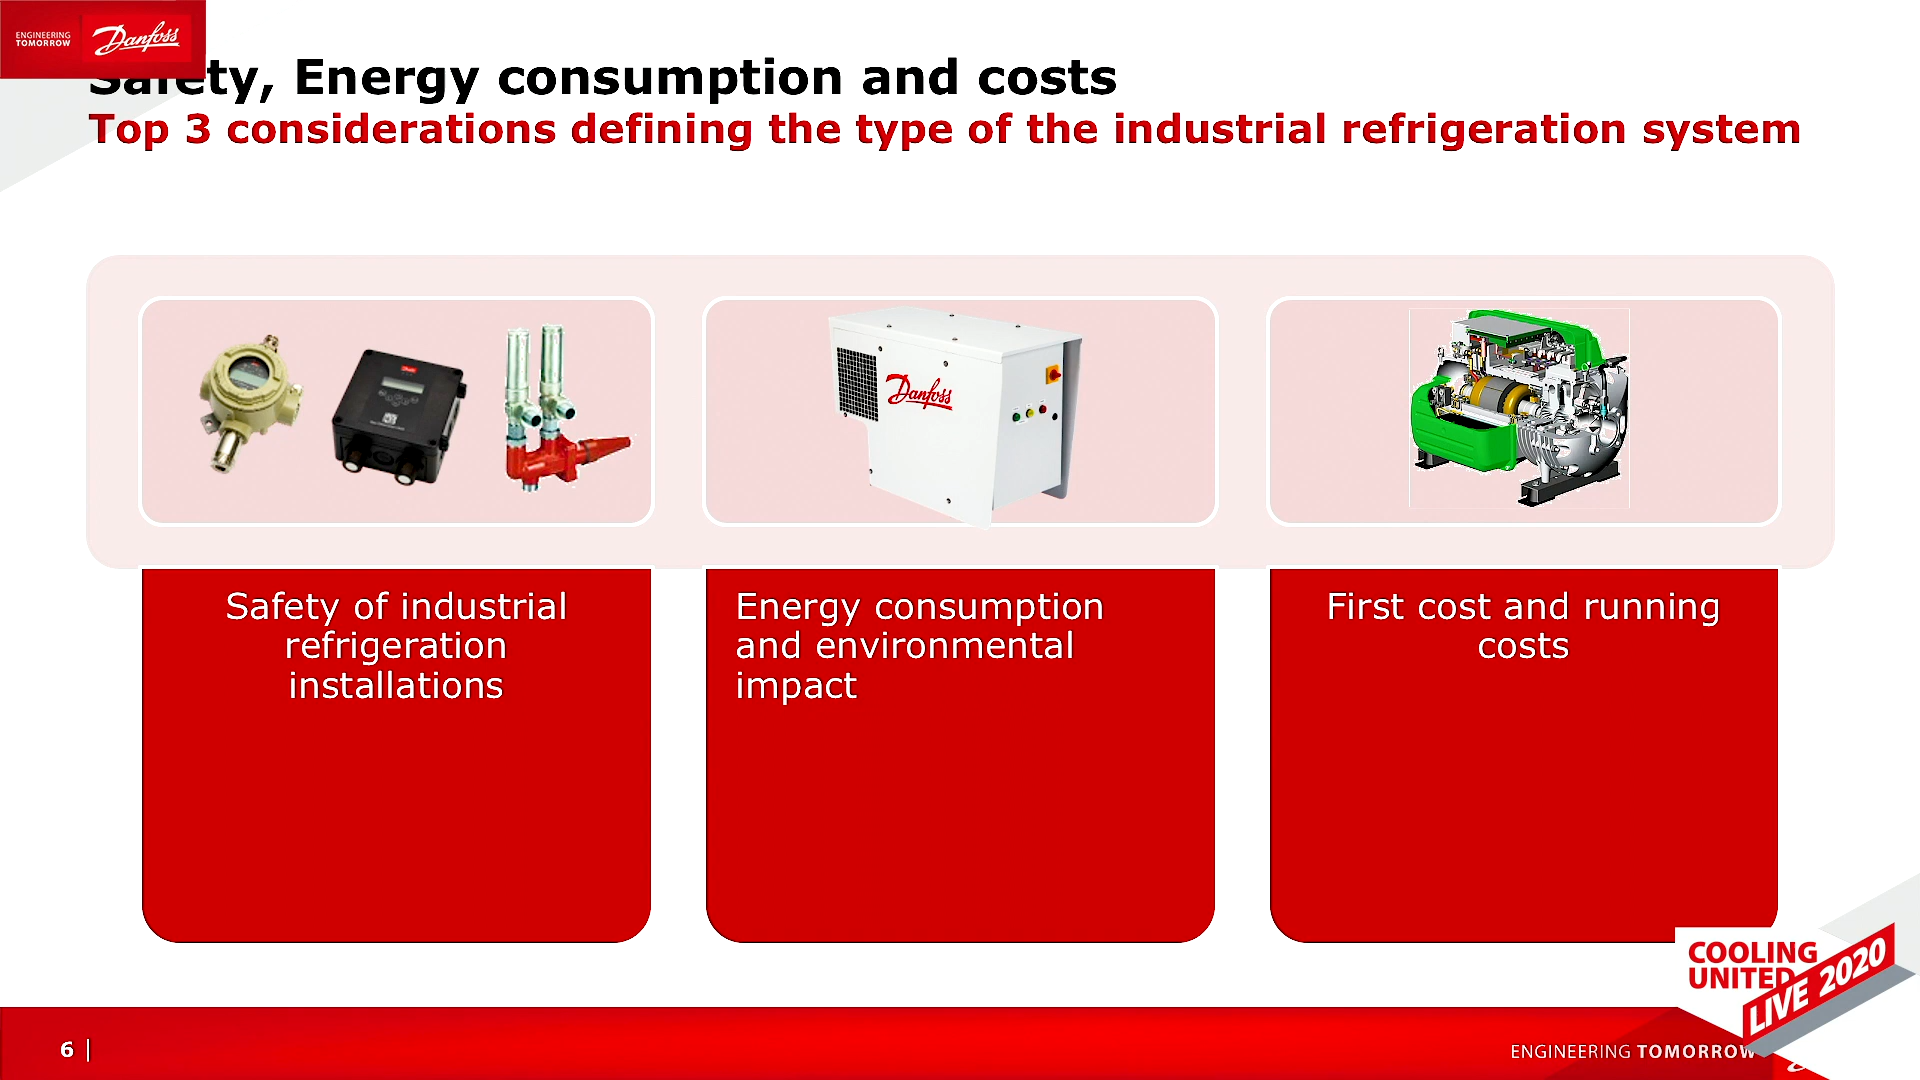 ENGINEERING
TOMORROW
Danfoss
Safety, Energy consumption and costs
Top 3 considerations defining the type of the industrial refrigeration system
Danfoss
Safety of industrial
refrigeration
installations
Energy consumption
and environmental
impact
First cost and running
costs
COOLING
UNITED
LIVE 2020
6 |
ENGINEERING TOMORROW